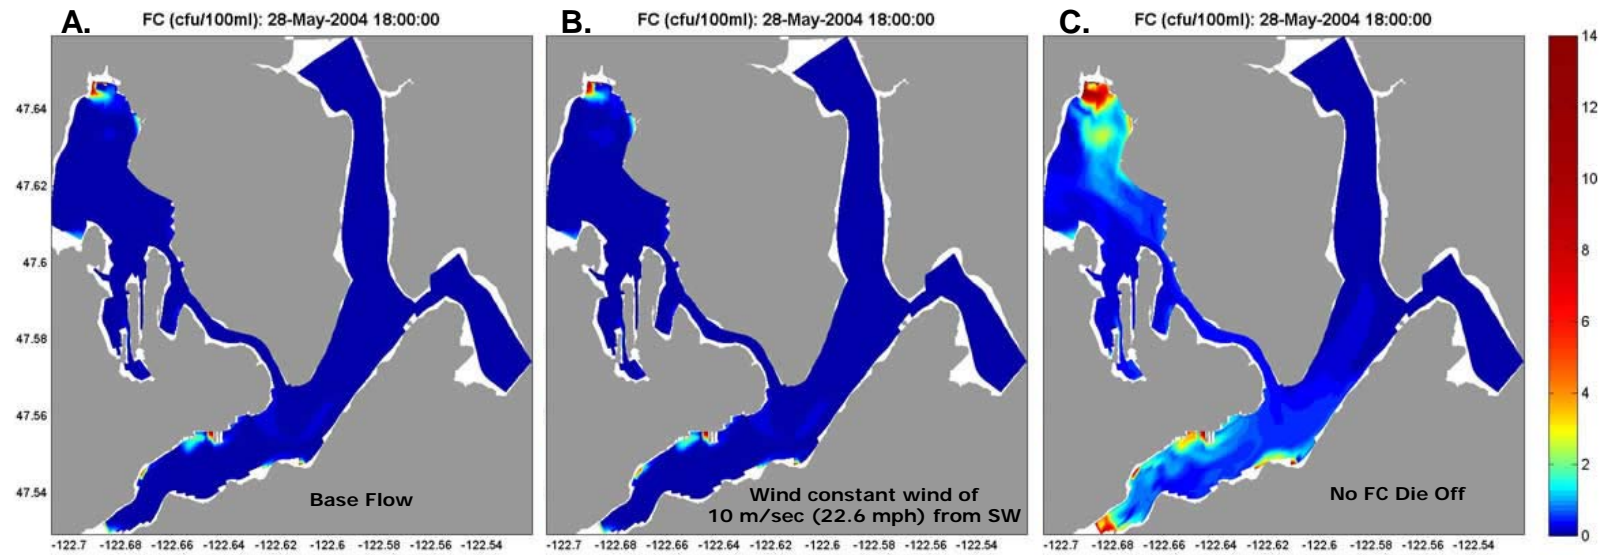 A.
FC (cfu/100ml): 28-May-2004 18:00:00
B.
FC (cfu/100ml): 28-May-2004 18:00:00
C.
FC (cfu/100ml): 28-May-2004 18:00:00
47.64
47.62
47.6
47.58
47.56
47.54
Base Flow
-122.7 -122.68 -122.66 -122.64 -122.62 -122.6 -122.58 -122.56 -122.54
Wind constant wind of
10 m/sec (22.6 mph) from SW
-122.7 -122.68 -122.66 -122.64 -122.62 -122.6 -122.58 -122.56 -122.54
No FC Die Off
-122.7 -122.68 -122.66 -122.64 -122.62 -122.6 -122.58 -122.56 -122.54
14
12
10
8
6
4
2
0